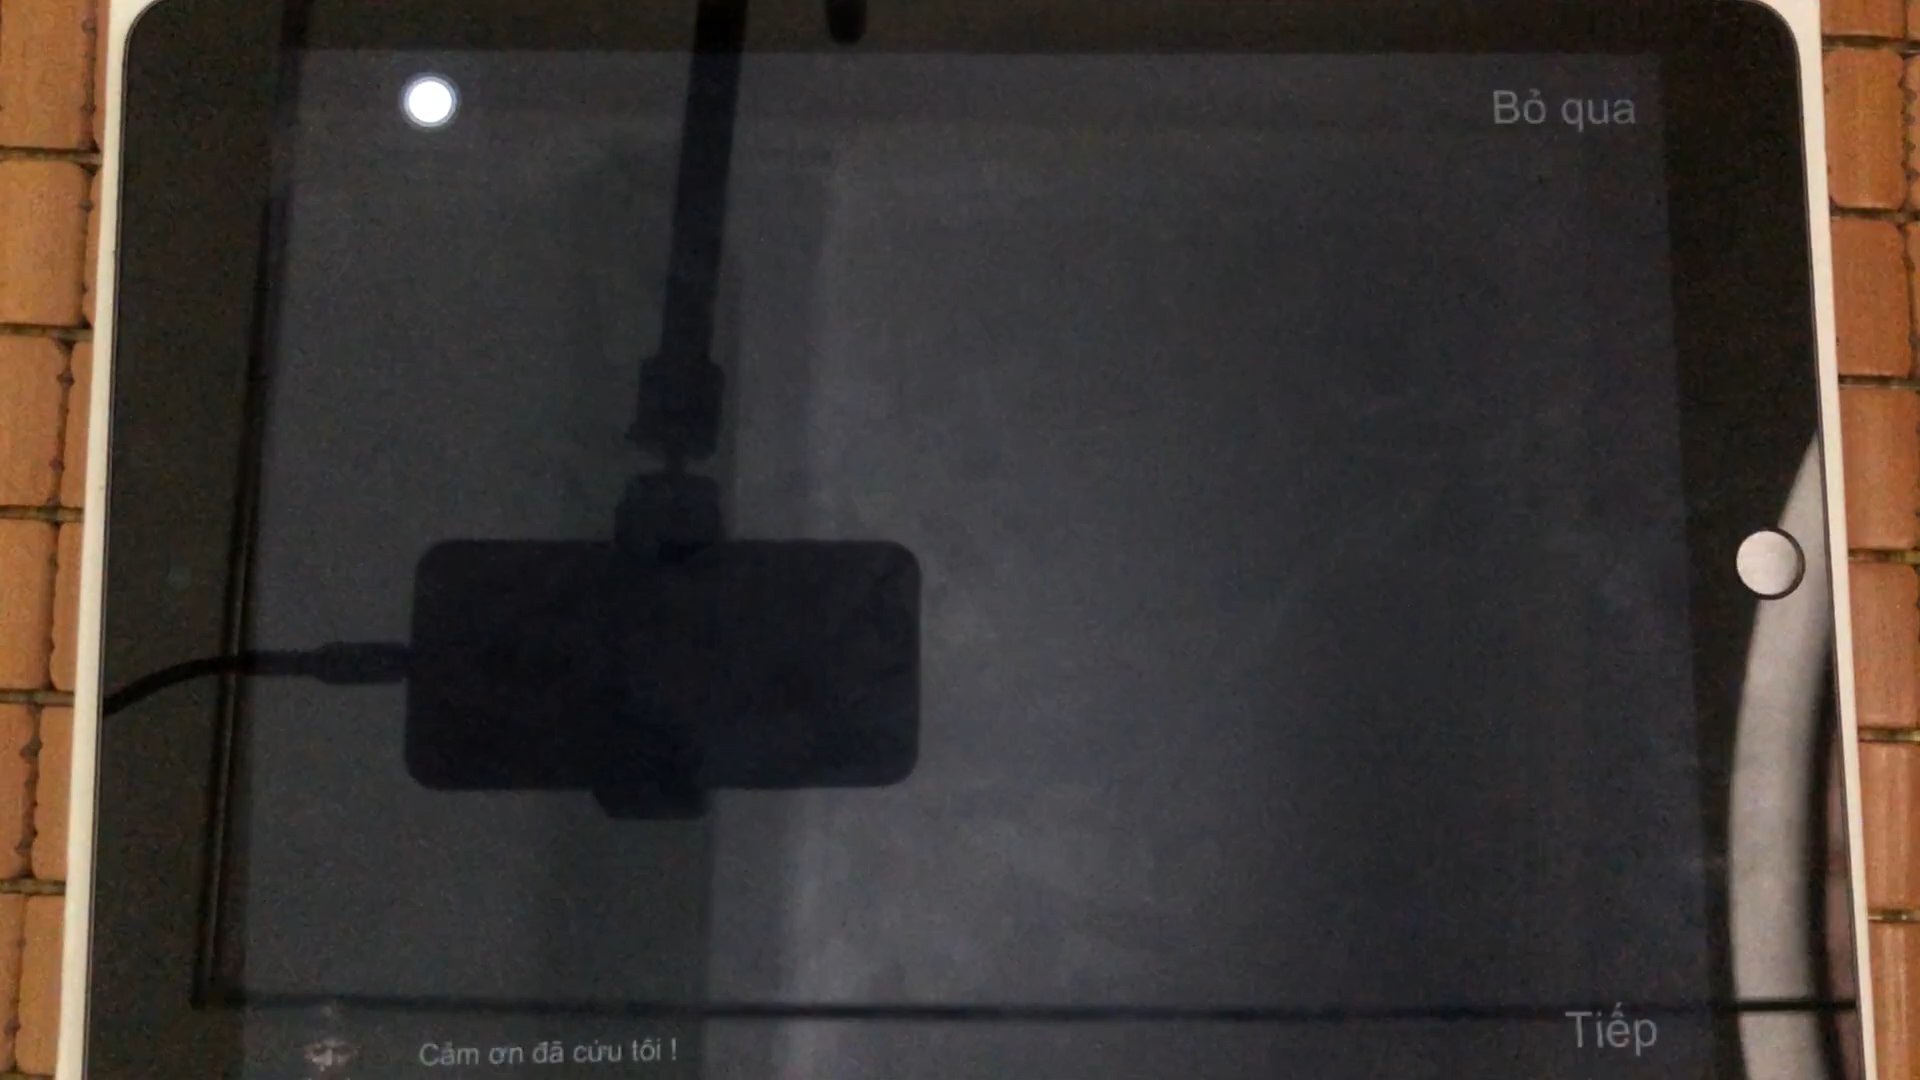 Bỏ qua
Cảm ơn đã cứu tôi !
Tiếp